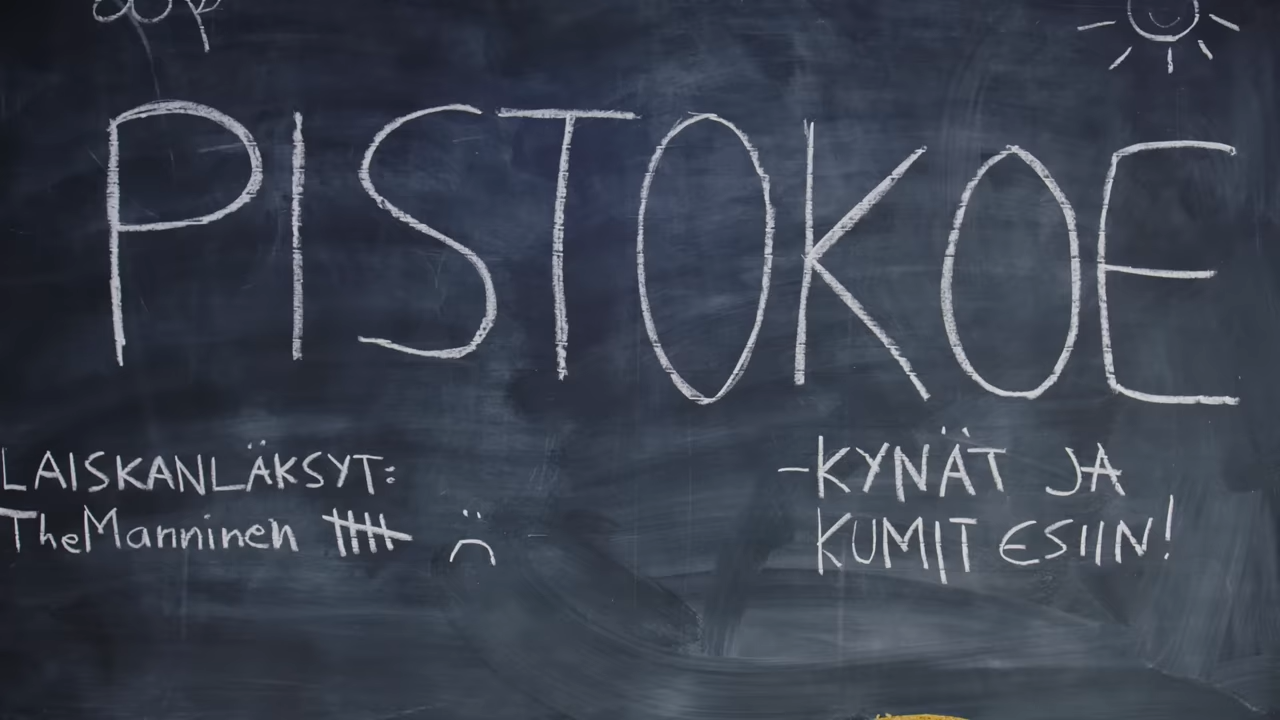 PISTOKOE
LAISKANLÄKSYT:
TheManninen
-KYNÄT JA
KUMIT ESIIN!